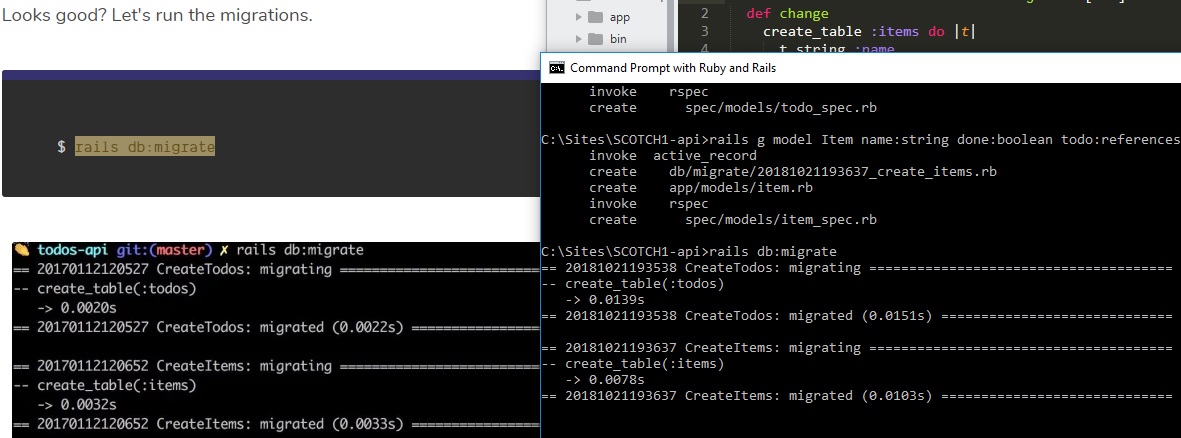 Looks good? Let's run the migrations.
$ rails db:migrate
todos-api git:(master) ✗ rails db:migrate
== 20170112120527 CreateTodos: migrating ==========================
-- create_table(:todos)
-> 0.0020s
== 20170112120527 CreateTodos: migrated (0.0022s) =================
== 20170112120652 CreateItems: migrating ==========================
-- create_table(:items)
-> 0.0032s
== 20170112120652 CreateItems: migrated (0.0033s) =================
app
bin
2 def change
3 create_table :items do |t|
4 t.string :name
Command Prompt with Ruby and Rails
invoke rspec
create spec/models/todo_spec.rb
C:\Sites\SCOTCH1-api>rails g model Item name:string done:boolean todo:references
invoke active_record
create db/migrate/20181021193637_create_items.rb
create app/models/item.rb
invoke rspec
create spec/models/item_spec.rb
C:\Sites\SCOTCH1-api>rails db:migrate
== 20181021193538 CreateTodos: migrating ======================================
-- create_table(:todos)
-> 0.0139s
== 20181021193538 CreateTodos: migrated (0.0151s) =============================
== 20181021193637 CreateItems: migrating ======================================
-- create_table(:items)
-> 0.0078s
== 20181021193637 CreateItems: migrated (0.0103s) =============================